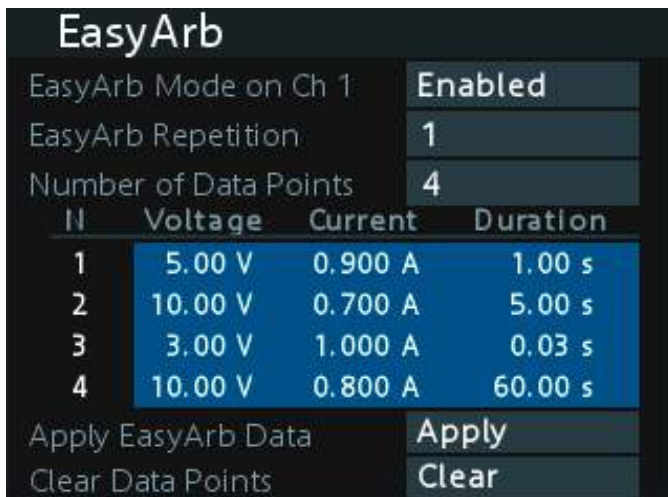 EasyArb
EasyArb Mode on Ch 1 Enabled
EasyArb Repetition 1
Number of Data Points 4
N Voltage Current Duration
1 5.00 V 0.900 A 1.00 s
2 10.00 V 0.700 A 5.00 s
3 3.00 V 1.000 A 0.03 s
4 10.00 V 0.800 A 60.00 s
Apply EasyArb Data Apply
Clear Data Points Clear